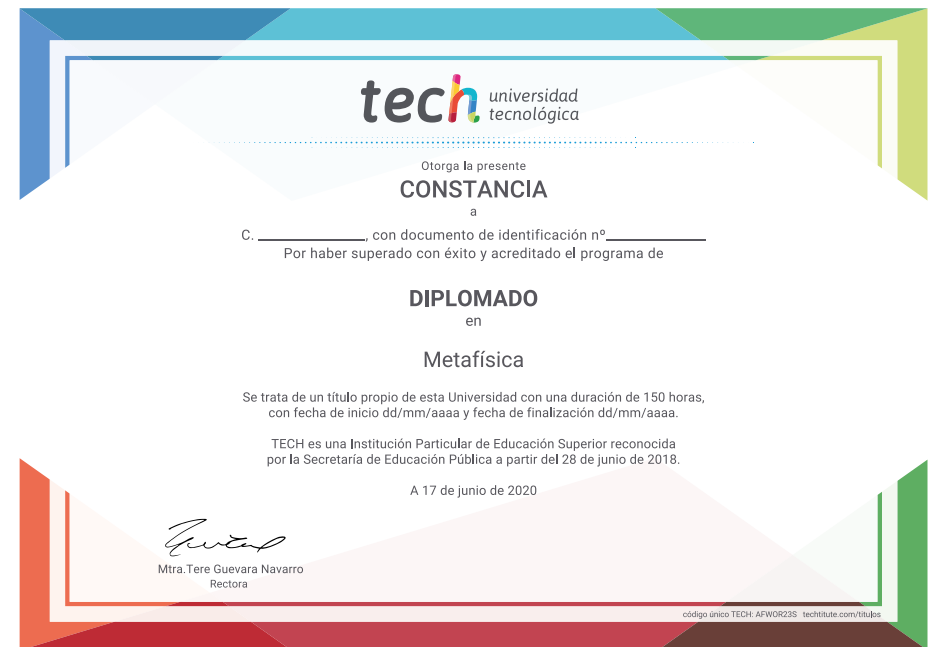 tech universidad
tecnológica
Otorga la presente
CONSTANCIA
a
C. ____________, con documento de identificación nº____________
Por haber superado con éxito y acreditado el programa de
DIPLOMADO
en
Metafísica
Se trata de un título propio de esta Universidad con una duración de 150 horas,
con fecha de inicio dd/mm/aaaa y fecha de finalización dd/mm/aaaa.
TECH es una Institución Particular de Educación Superior reconocida
por la Secretaría de Educación Pública a partir del 28 de junio de 2018.
A 17 de junio de 2020
Mtra.Tere Guevara Navarro
Rectora
código único TECH: AFWOR23S techtitute.com/titulos